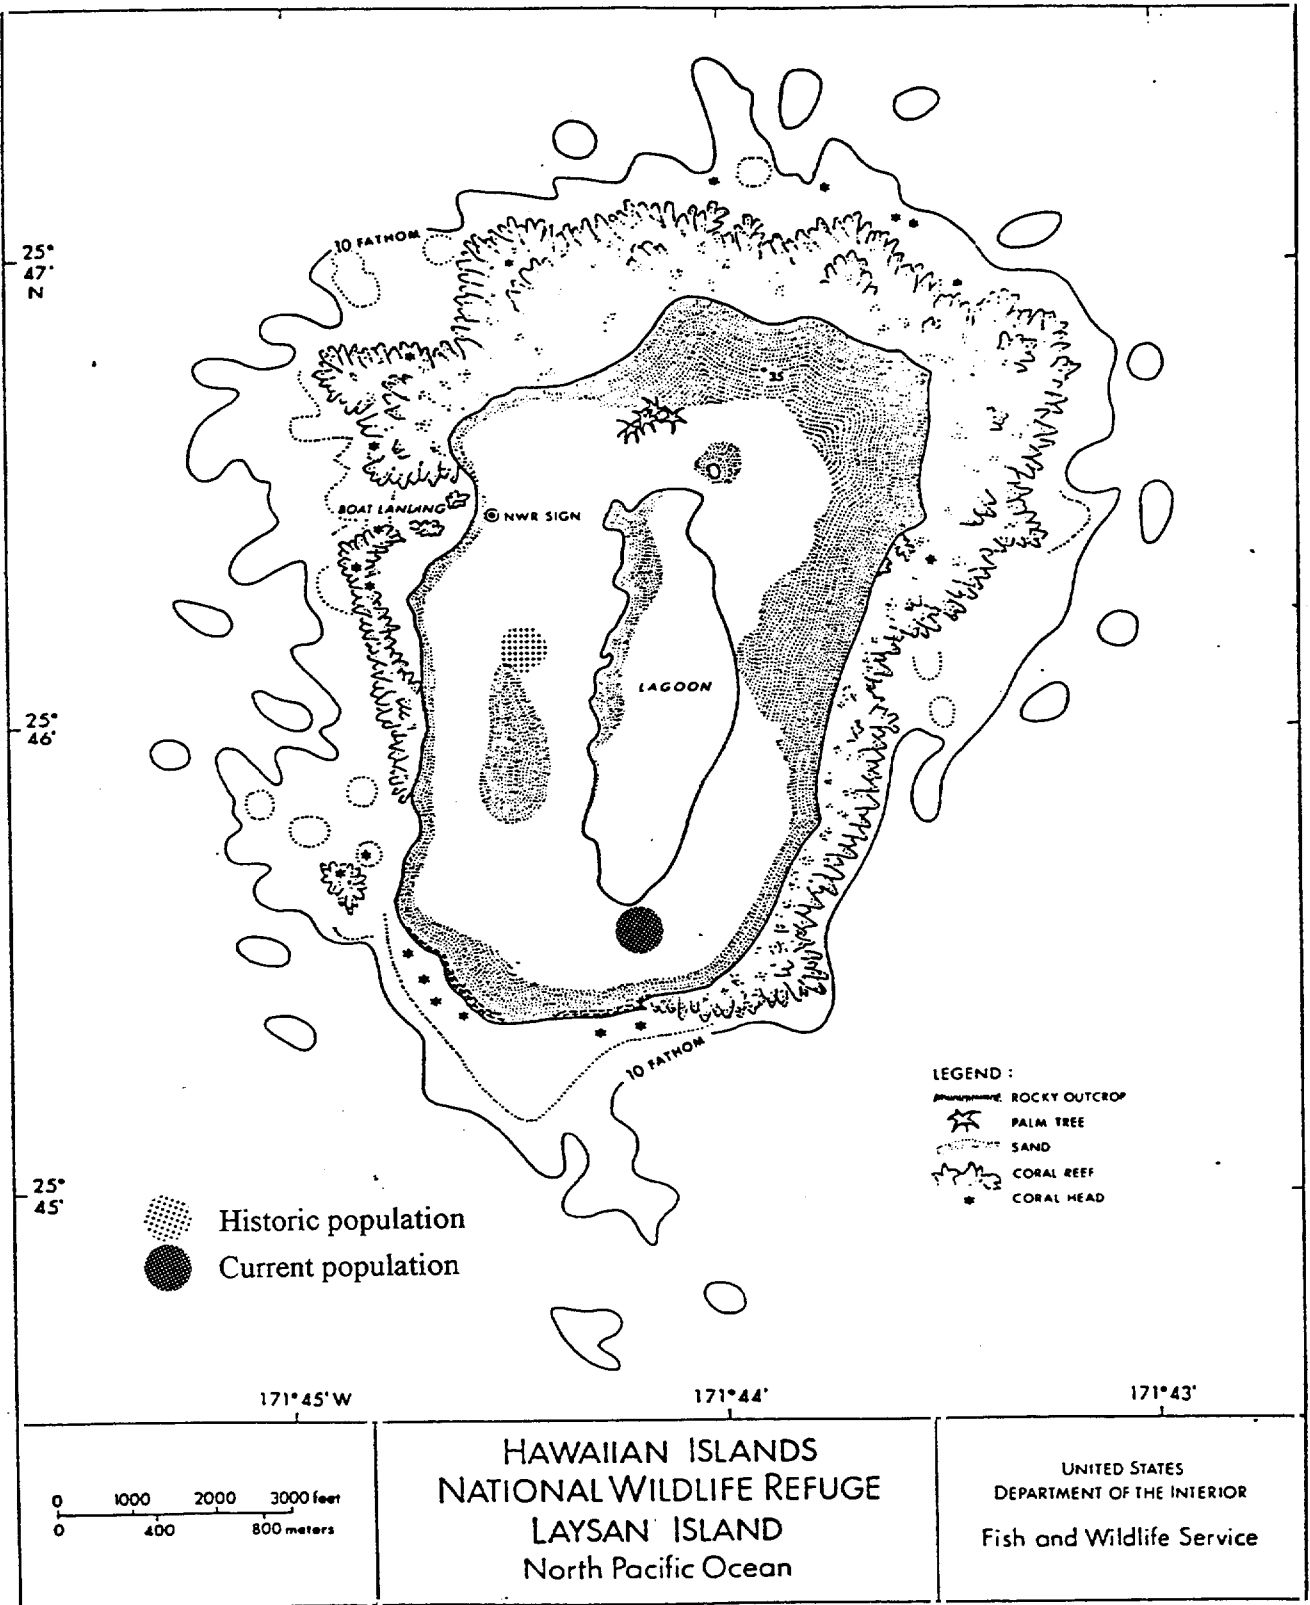 10 FATHOM
25°
47'
N
35
BOAT LANDING
NWR SIGN
LAGOON
25°
46'
10 FATHOM
LEGEND :
ROCKY OUTCROP
PALM TREE
SAND
CORAL REEF
CORAL HEAD
25°
45'
Historic population
Current population
171°45'W
171°44'
171°43'
0 1000 2000 3000 feet
0 400 800 meters
HAWAIIAN ISLANDS
NATIONAL WILDLIFE REFUGE
LAYSAN ISLAND
North Pacific Ocean
UNITED STATES
DEPARTMENT OF THE INTERIOR
Fish and Wildlife Service